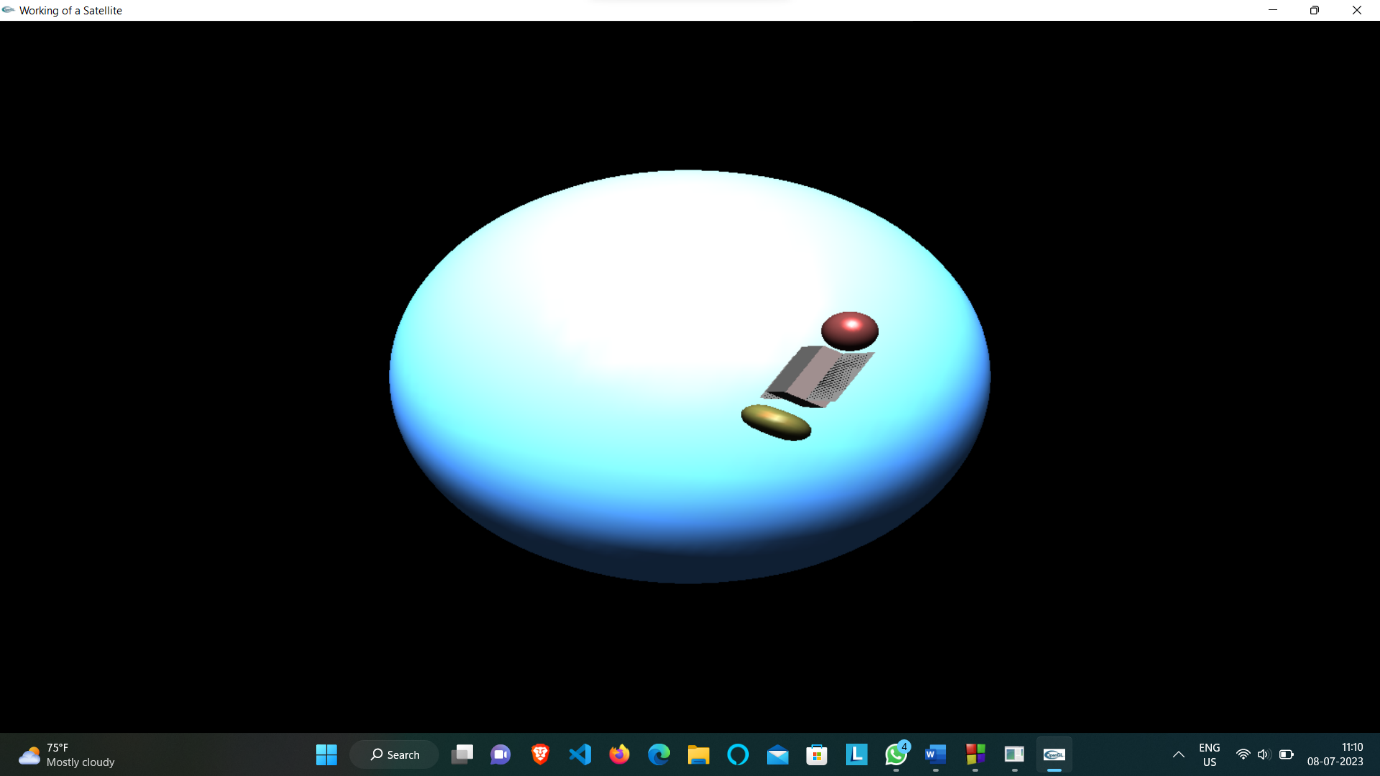 Working of a Satellite
75°F
Mostly cloudy
Search
L
4
W
ENG
US
11:10
08-07-2023